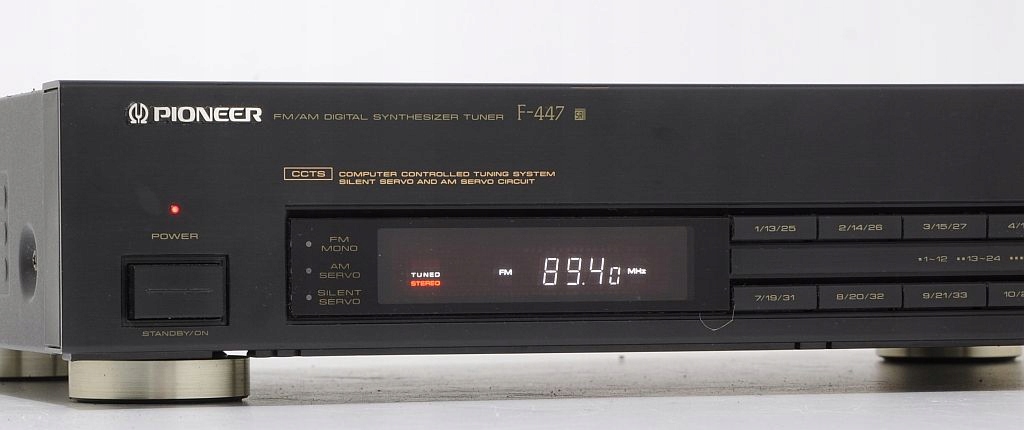 PIONEER FM/AM DIGITAL SYNTHESIZER TUNER F-447
CCTS COMPUTER CONTROLLED TUNING SYSTEM
SILENT SERVO AND AM SERVO CIRCUIT
POWER
STANDBY/ON
FM
MONO
AM
SERVO
SILENT
SERVO
TUNED
STEREO
FM 89.40 MHz
1/13/25 2/14/26 3/15/27
1~12 13~24
7/19/31 8/20/32 9/21/33